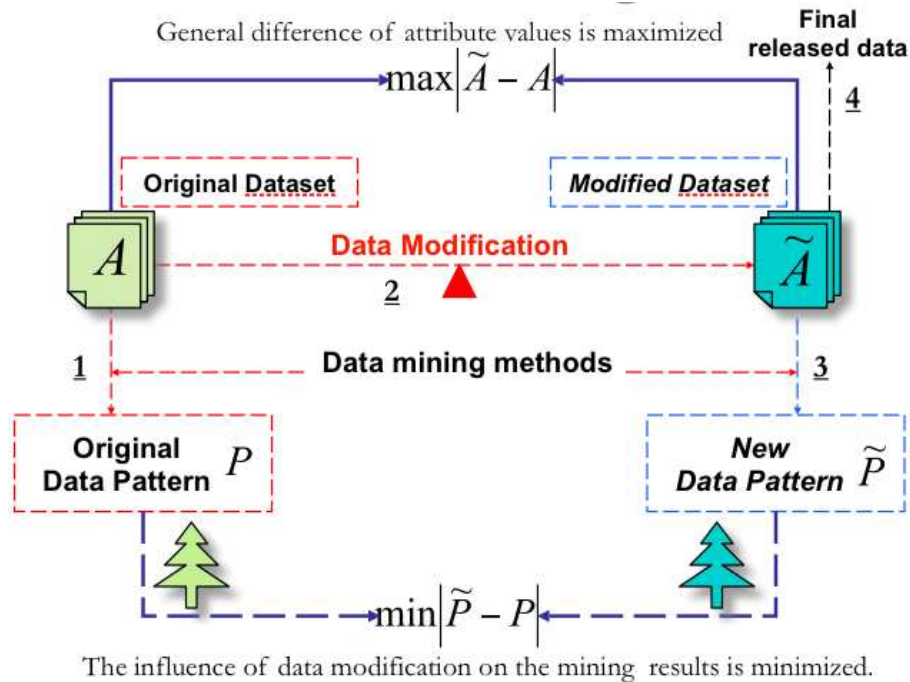 General difference of attribute values is maximized
Final
released data
max|Ã − A|
4
Original Dataset
Modified Dataset
A
Data Modification
Ã
2
1
Data mining methods
3
Original
Data Pattern P
New
Data Pattern P̃
min|P̃ − P|
The influence of data modification on the mining results is minimized.